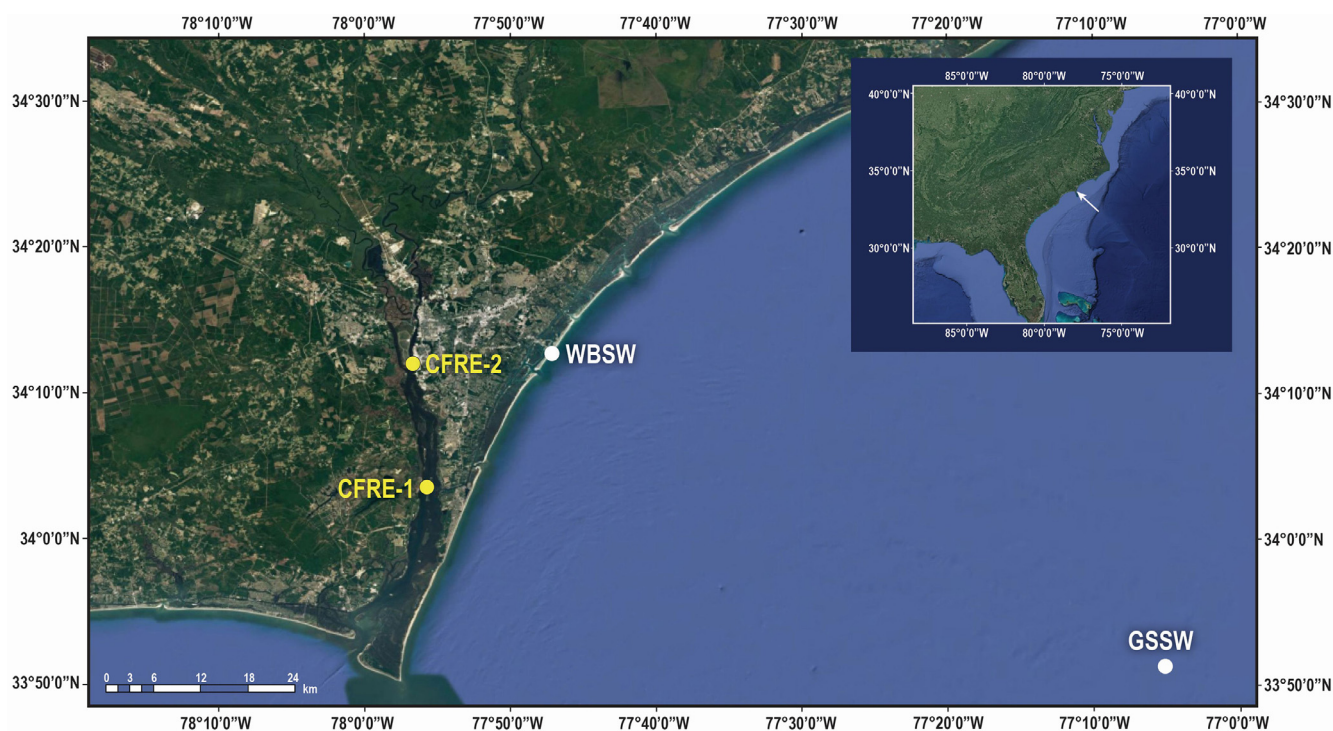 78°10'0"W 78°0'0"W 77°50'0"W 77°40'0"W 77°30'0"W 77°20'0"W 77°10'0"W 77°0'0"W
85°0'0"W 80°0'0"W 75°0'0"W
40°0'0"N 40°0'0"N
34°30'0"N 34°30'0"N
35°0'0"N 35°0'0"N
34°20'0"N 30°0'0"N 30°0'0"N 34°20'0"N
85°0'0"W 80°0'0"W 75°0'0"W
CFRE-2 WBSW
34°10'0"N 34°10'0"N
CFRE-1
34°0'0"N 34°0'0"N
GSSW
0 3 6 12 18 24
km
33°50'0"N 33°50'0"N
78°10'0"W 78°0'0"W 77°50'0"W 77°40'0"W 77°30'0"W 77°20'0"W 77°10'0"W 77°0'0"W